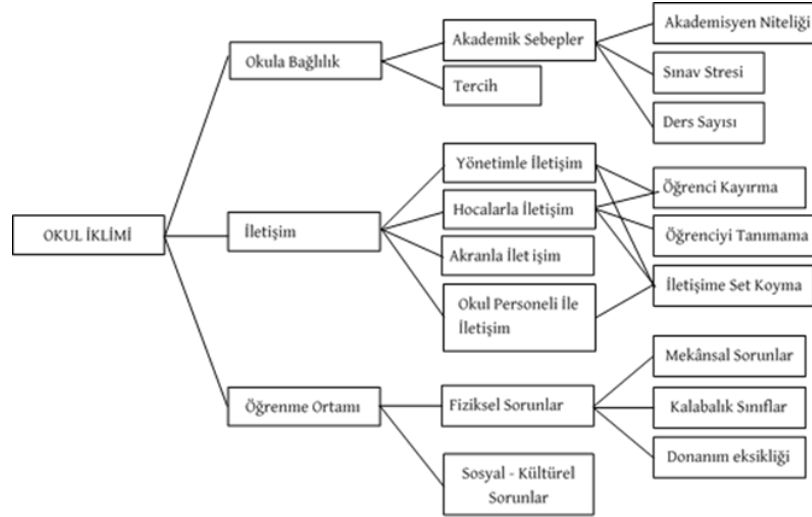 Akademisyen Niteliği
Akademik Sebepler
Okula Bağlılık
Sınav Stresi
Tercih
Ders Sayısı
Yönetimle İletişim
Öğrenci Kayırma
Hocalarla İletişim
OKUL İKLİMİ
İletişim
Öğrenciyi Tanımama
Akranla İlet işim
İletişime Set Koyma
Okul Personeli İle
İletişim
Mekânsal Sorunlar
Öğrenme Ortamı
Fiziksel Sorunlar
Kalabalık Sınıflar
Donanım eksikliği
Sosyal - Kültürel
Sorunlar